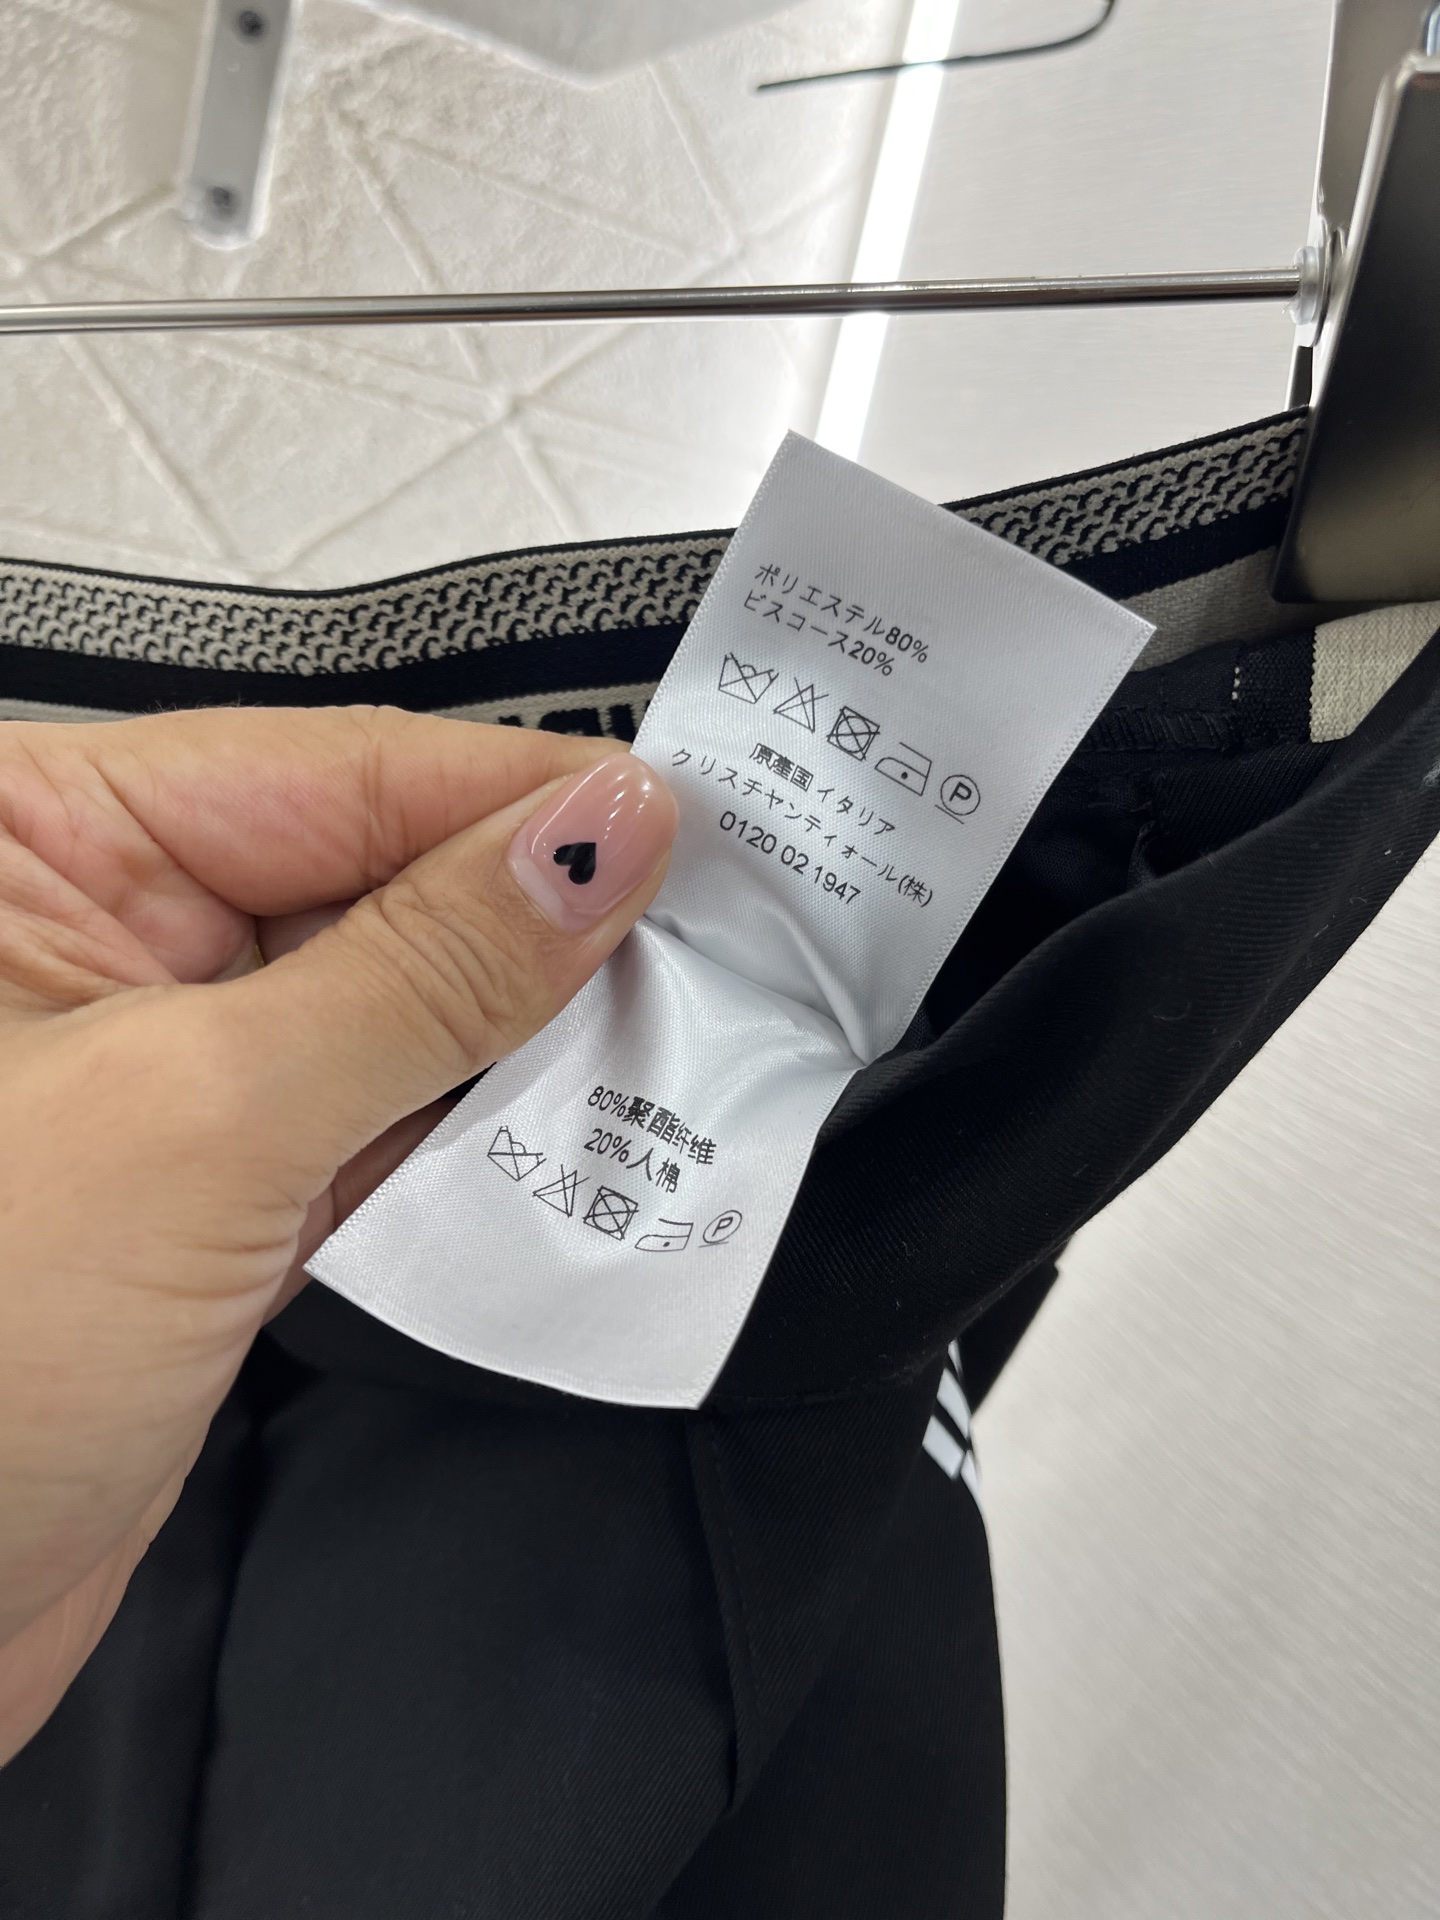 ポリエステル80%
ビスコース20%
P
原産国 イタリア
クリスチャンディオール(株)
0120 02 1947
80%聚酯纤维
20%人棉
P